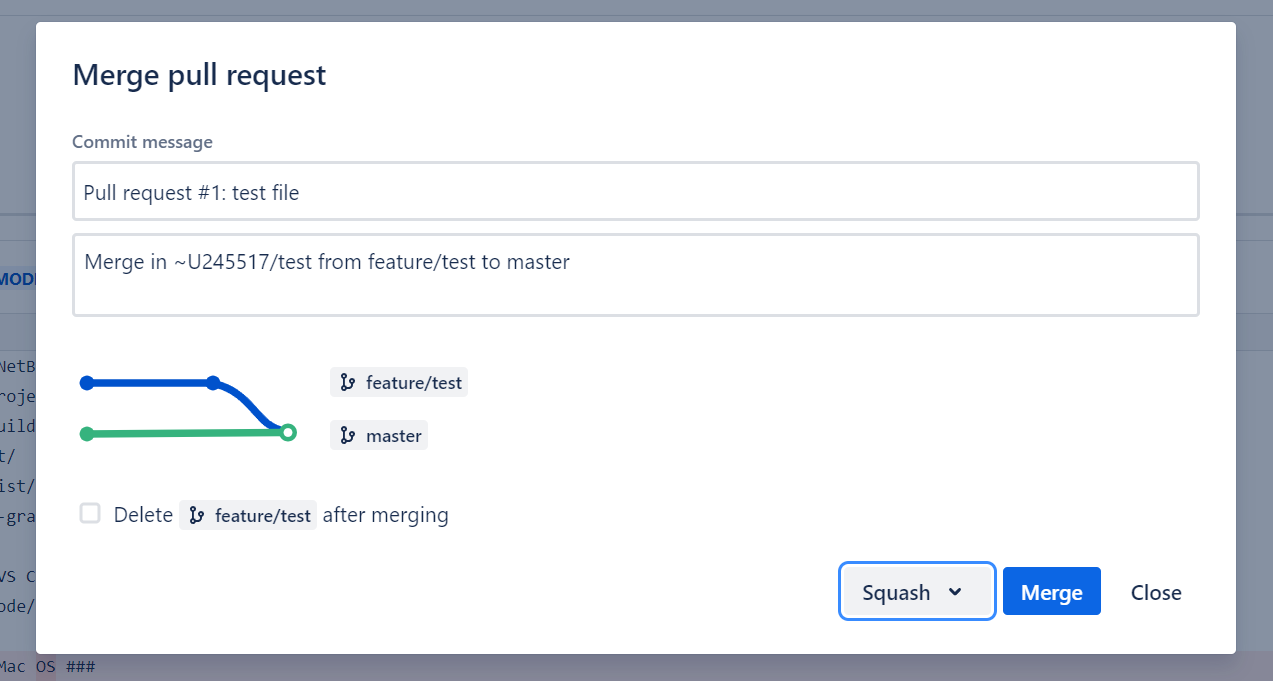 Merge pull request
Commit message
Pull request #1: test file
Merge in ~U245517/test from feature/test to master
MOD
NetB
roje
uild
t/
ist/
-gra
VS C
ode/
Mac OS ###
feature/test
master
Delete feature/test after merging
Squash
Merge
Close